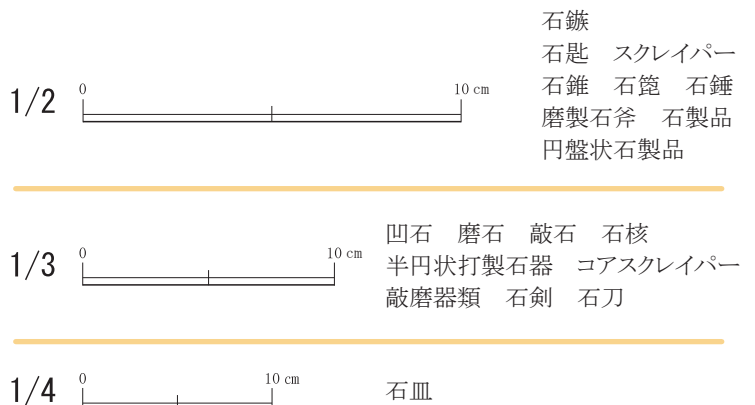 石鏃
石匙　スクレイパー
石錐　石箆　石錘
磨製石斧　石製品
円盤状石製品
1/2
0 10 cm
凹石　磨石　敲石　石核
半円状打製石器　コアスクレイパー
敲磨器類　石剣　石刀
1/3
0 10 cm
1/4
0 10 cm
石皿